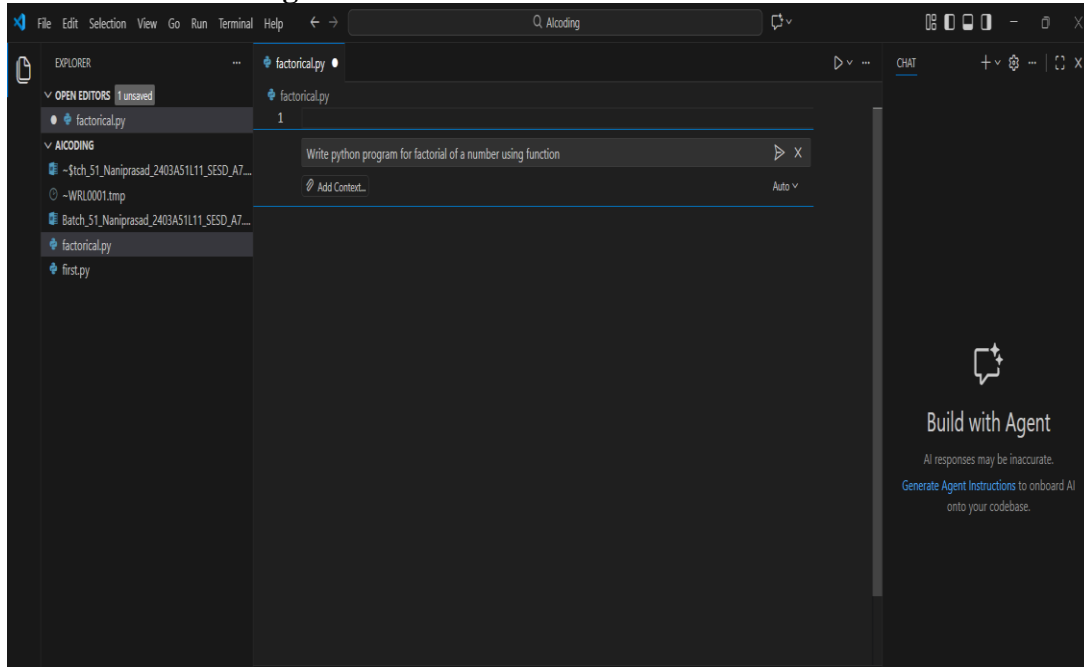 File Edit Selection View Go Run Terminal Help
AIcoding
EXPLORER
OPEN EDITORS 1 unsaved
factorical.py
AICODING
~$tch_51_Naniprasad_2403A51L11_SESD_A7....
~WRL0001.tmp
Batch_51_Naniprasad_2403A51L11_SESD_A7....
factorical.py
first.py
factorical.py
factorical.py
1
Write python program for factorial of a number using function
Add Context...
Auto
CHAT
Build with Agent
AI responses may be inaccurate.
Generate Agent Instructions to onboard AI
onto your codebase.